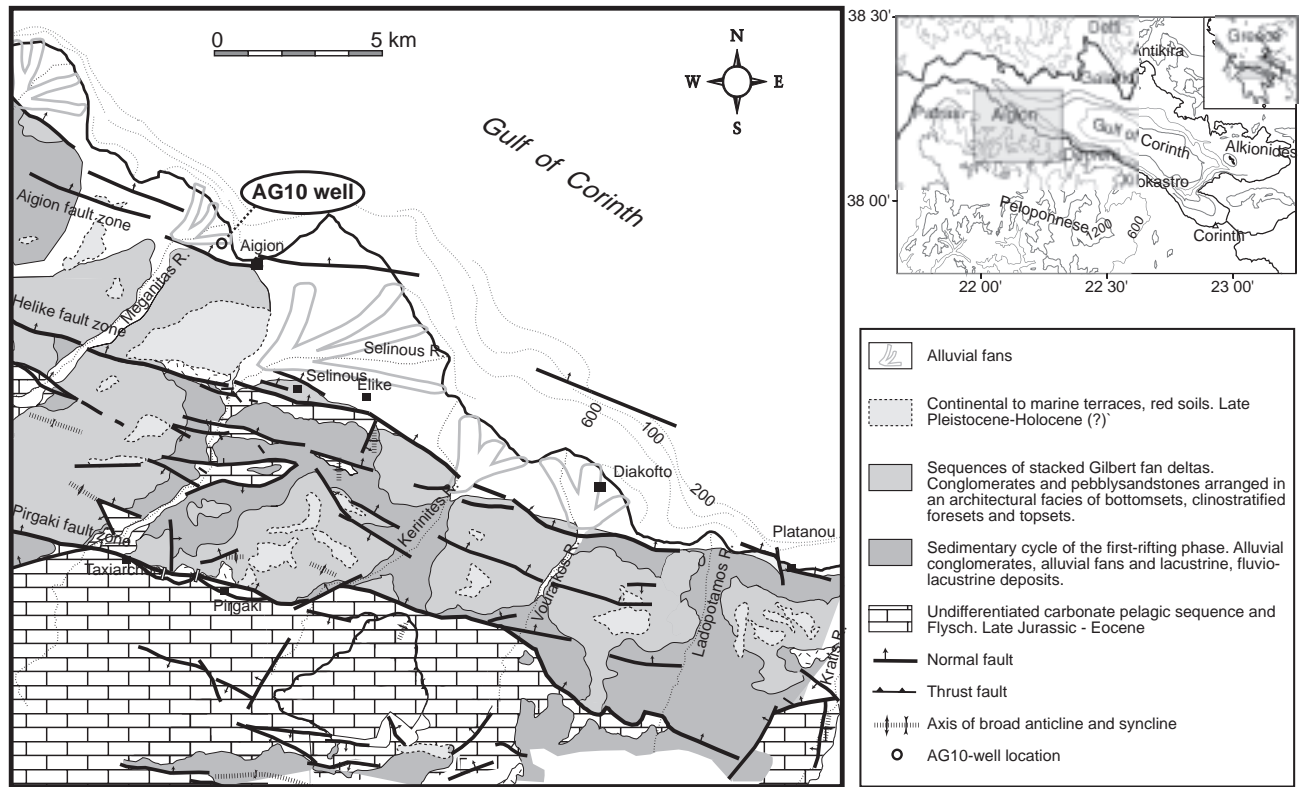 0 5 km
N
W E
S
Gulf of Corinth
AG10 well
Aigion fault zone
Aigion
Meganitas R.
Helike fault zone
Selinous R.
Selinous
Elike
600
100
200
Diakofto
Platanou
Pirgaki fault zone
Kerinites R.
Pirgaki
Vouraikos R.
Ladopotamos R.
Kratis R.
38 30'
Antikira
Greece
Aigion
Gulf of Corinth
Alkionides
38 00'
Peloponnese
1200
600
Corinth
22 00' 22 30' 23 00'
Alluvial fans
Continental to marine terraces, red soils. Late
Pleistocene-Holocene (?)`
Sequences of stacked Gilbert fan deltas.
Conglomerates and pebblysandstones arranged in
an architectural facies of bottomsets, clinostratified
foresets and topsets.
Sedimentary cycle of the first-rifting phase. Alluvial
conglomerates, alluvial fans and lacustrine, fluvio-
lacustrine deposits.
Undifferentiated carbonate pelagic sequence and
Flysch. Late Jurassic - Eocene
Normal fault
Thrust fault
Axis of broad anticline and syncline
AG10-well location